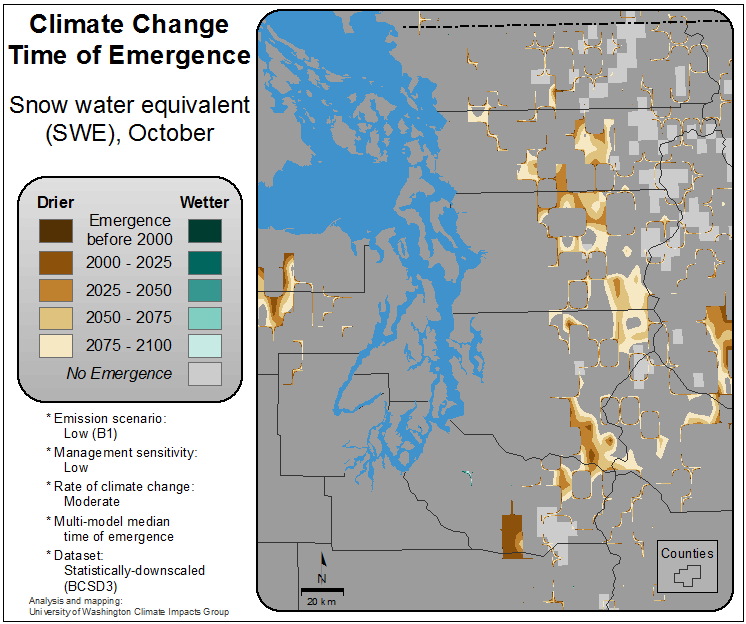 Climate Change
Time of Emergence
Snow water equivalent
(SWE), October
Drier
Wetter
Emergence
before 2000
2000 - 2025
2025 - 2050
2050 - 2075
2075 - 2100
No Emergence
* Emission scenario:
Low (B1)
* Management sensitivity:
Low
* Rate of climate change:
Moderate
* Multi-model median
time of emergence
* Dataset:
Statistically-downscaled
(BCSD3)
Analysis and mapping:
University of Washington Climate Impacts Group
N
20 km
Counties